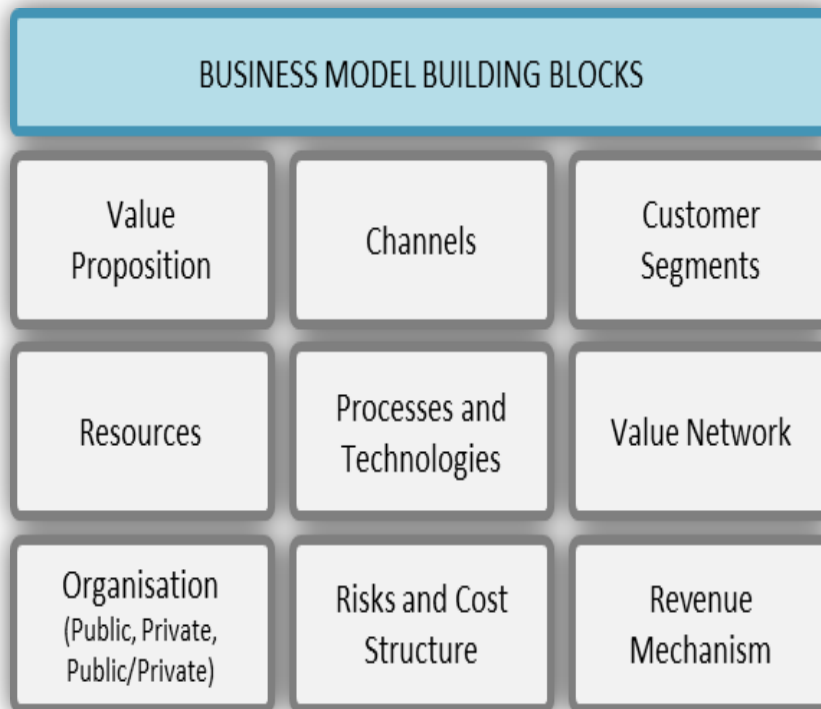 BUSINESS MODEL BUILDING BLOCKS
Value
Proposition
Channels
Customer
Segments
Resources
Processes and
Technologies
Value Network
Organisation
(Public, Private,
Public/Private)
Risks and Cost
Structure
Revenue
Mechanism